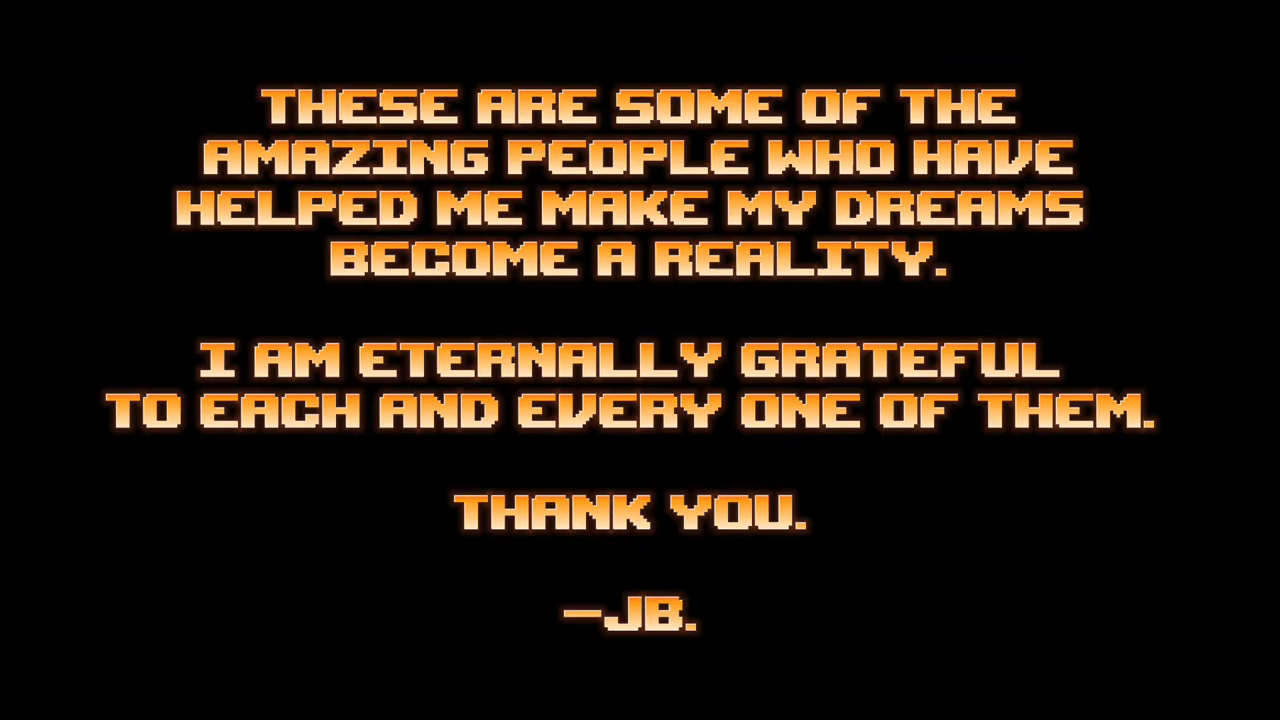 THESE ARE SOME OF THE
AMAZING PEOPLE WHO HAVE
HELPED ME MAKE MY DREAMS
BECOME A REALITY.
I AM ETERNALLY GRATEFUL
TO EACH AND EVERY ONE OF THEM.
THANK YOU.
—JB.